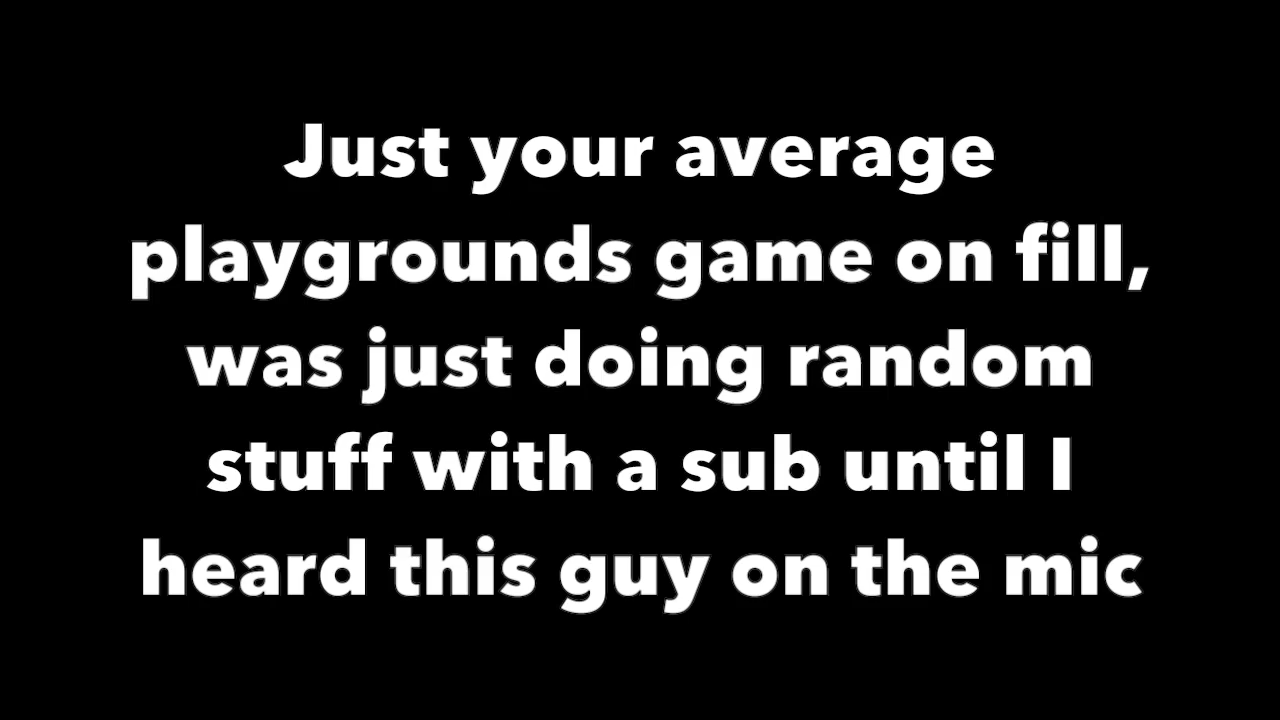 Just your average
playgrounds game on fill,
was just doing random
stuff with a sub until I
heard this guy on the mic